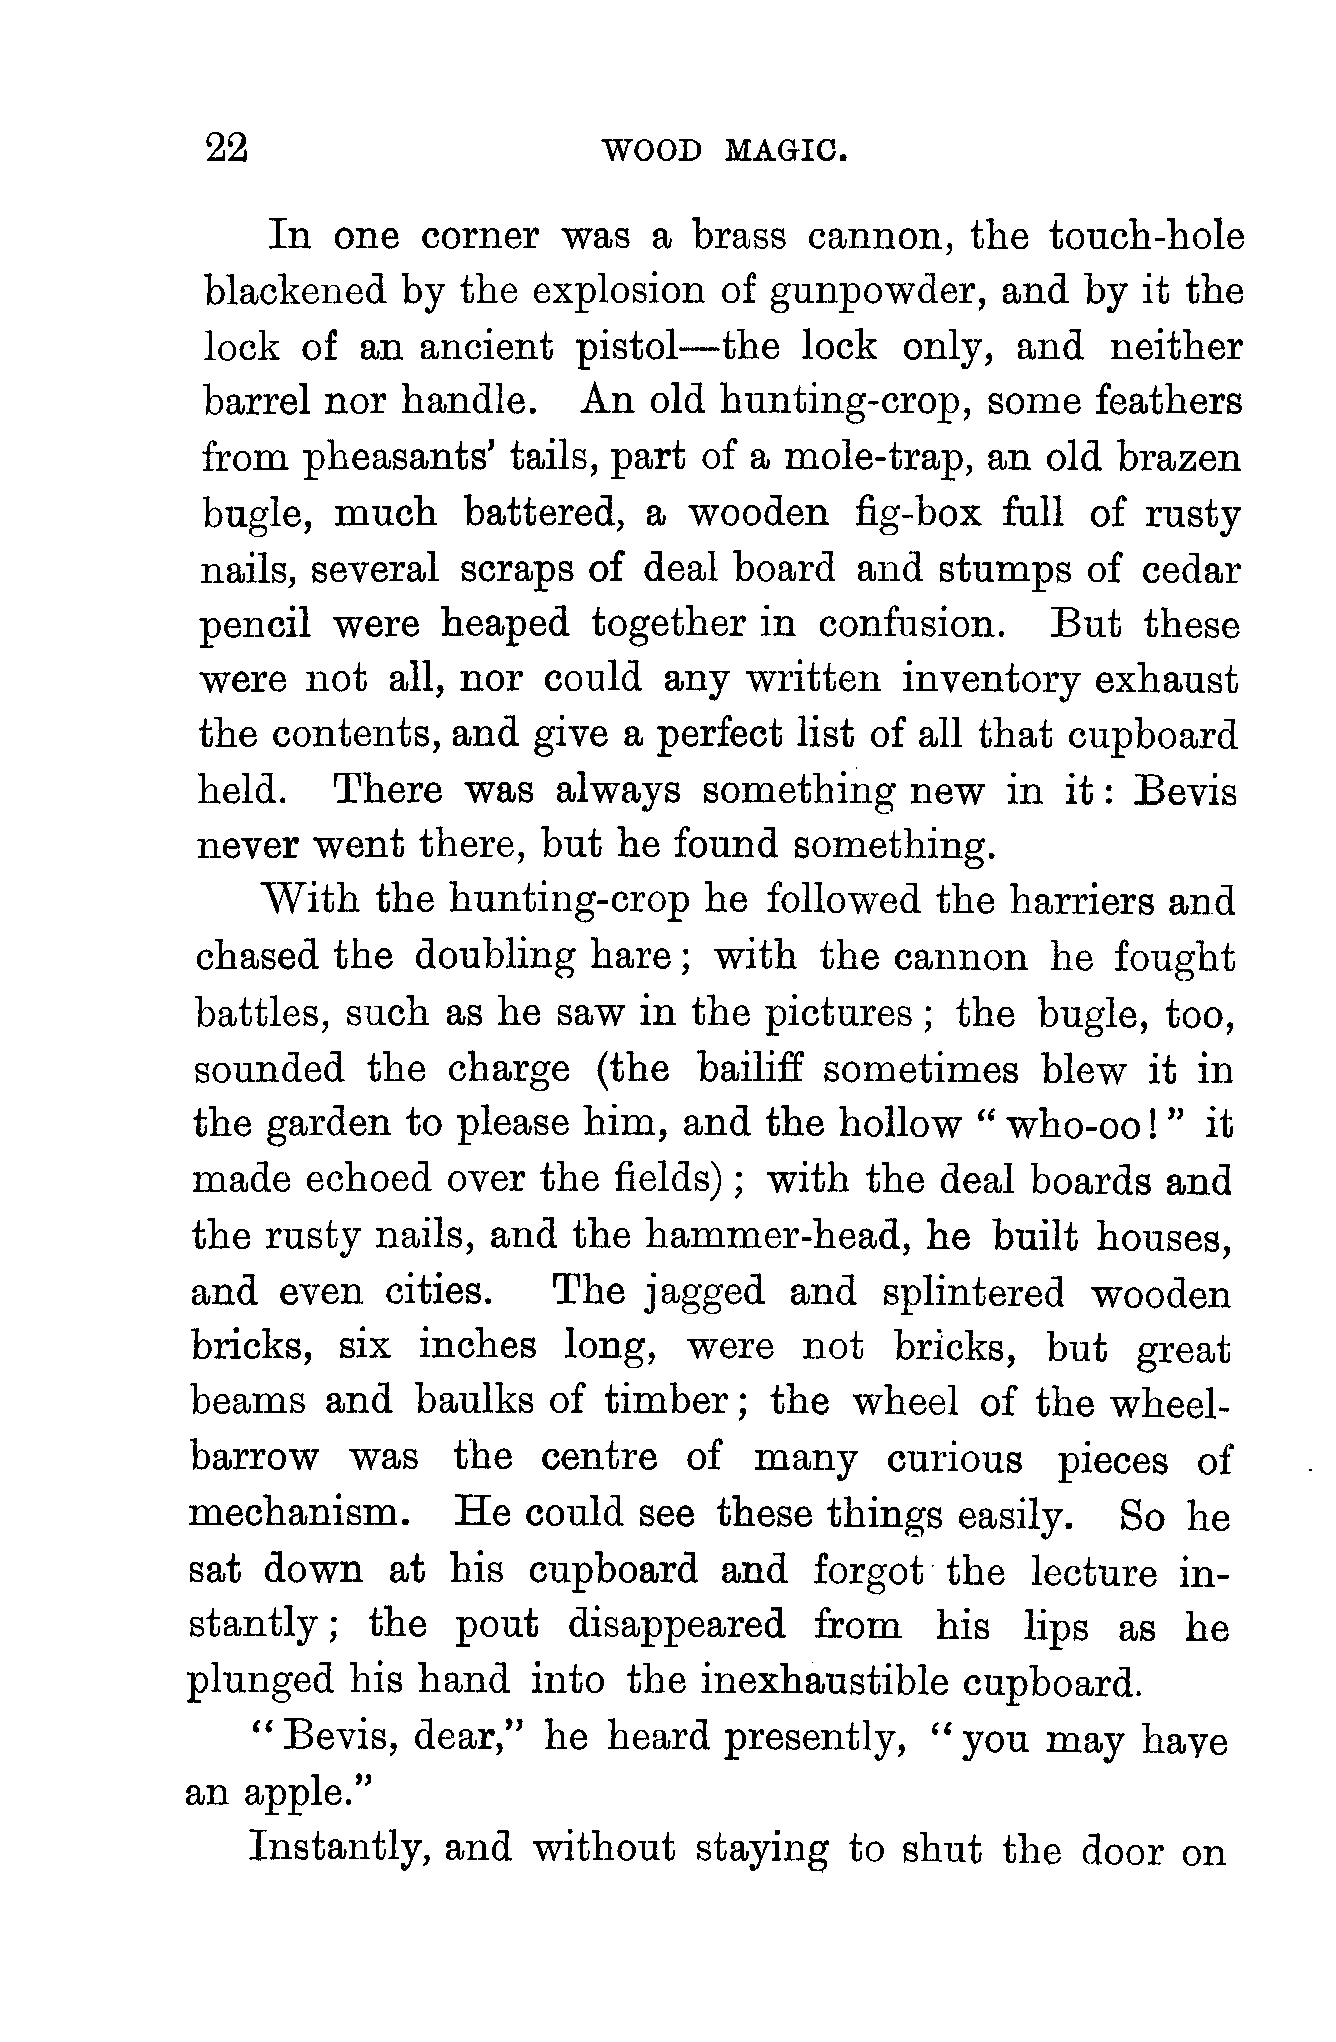 22 WOOD MAGIC.
In one corner was a brass cannon, the touch-hole
blackened by the explosion of gunpowder, and by it the
lock of an ancient pistol—the lock only, and neither
barrel nor handle. An old hunting-crop, some feathers
from pheasants' tails, part of a mole-trap, an old brazen
bugle, much battered, a wooden fig-box full of rusty
nails, several scraps of deal board and stumps of cedar
pencil were heaped together in confusion. But these
were not all, nor could any written inventory exhaust
the contents, and give a perfect list of all that cupboard
held. There was always something new in it: Bevis
never went there, but he found something.
With the hunting-crop he followed the harriers and
chased the doubling hare; with the cannon he fought
battles, such as he saw in the pictures; the bugle, too,
sounded the charge (the bailiff sometimes blew it in
the garden to please him, and the hollow "who-oo!" it
made echoed over the fields); with the deal boards and
the rusty nails, and the hammer-head, he built houses,
and even cities. The jagged and splintered wooden
bricks, six inches long, were not bricks, but great
beams and baulks of timber; the wheel of the wheel-
barrow was the centre of many curious pieces of
mechanism. He could see these things easily. So he
sat down at his cupboard and forgot the lecture in-
stantly; the pout disappeared from his lips as he
plunged his hand into the inexhaustible cupboard.
"Bevis, dear," he heard presently, "you may have
an apple."
Instantly, and without staying to shut the door on